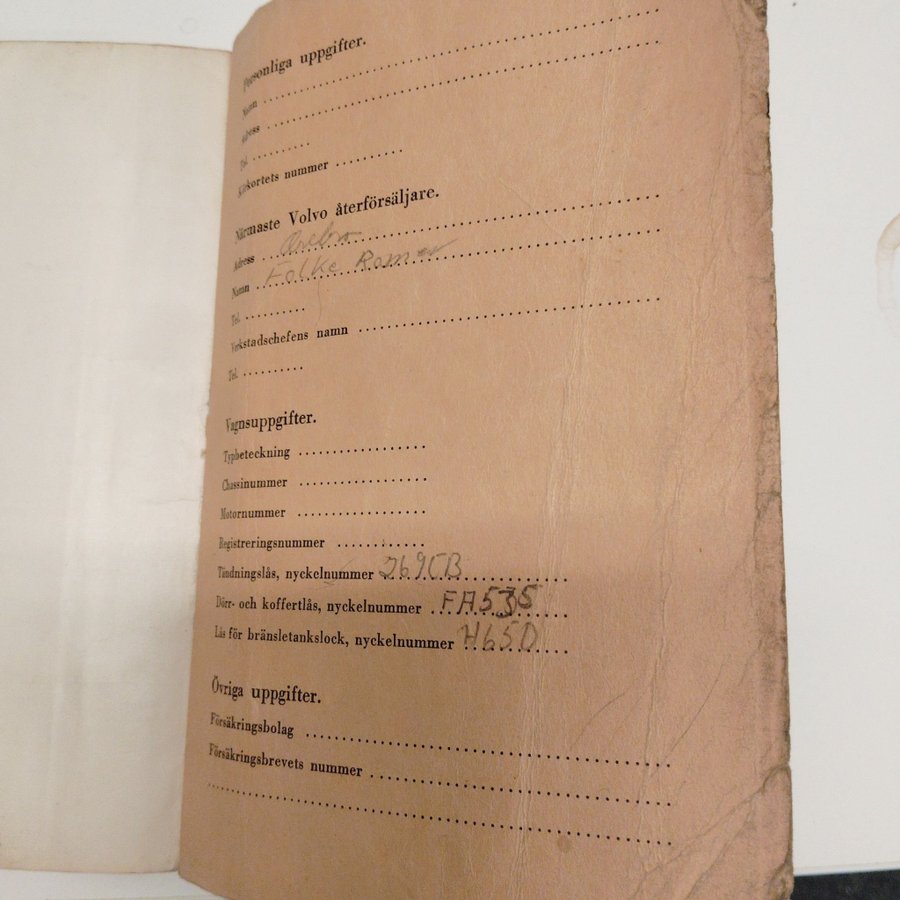 Personliga uppgifter.
Namn
Adress
Tel.
Körkortets nummer
Närmaste Volvo återförsäljare.
Adress Örebro
Namn Folke Romer
Tel.
Verkstadschefens namn
Tel.
Vagnsuppgifter.
Typbeteckning
Chassinummer
Motornummer
Registreringsnummer
Tändningslås, nyckelnummer 269CB
Dörr- och koffertlås, nyckelnummer FA535
Lås för bränsletankslock, nyckelnummer H65D
Övriga uppgifter.
Försäkringsbolag
Försäkringsbrevets nummer